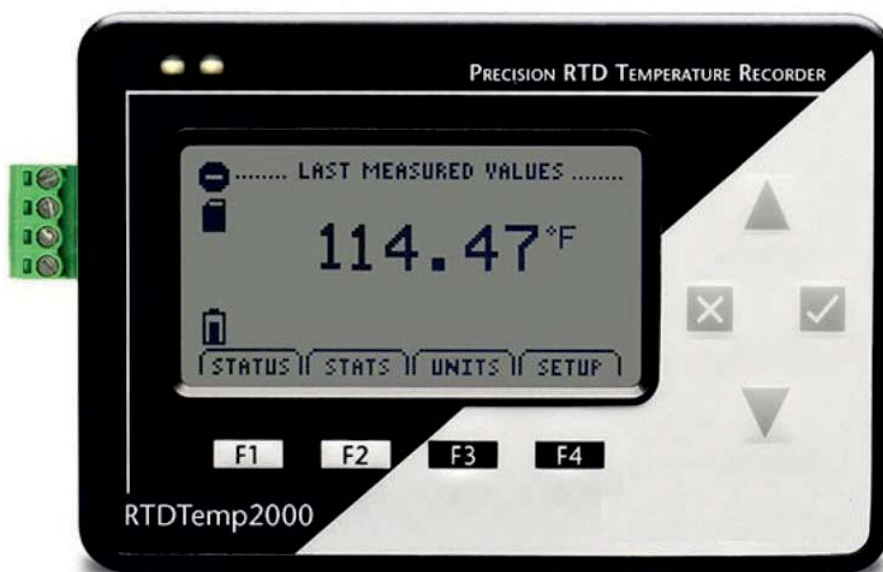 PRECISION RTD TEMPERATURE RECORDER
........ LAST MEASURED VALUES ........
114.47°F
STATUS STATS UNITS SETUP
F1 F2 F3 F4
RTDTemp2000